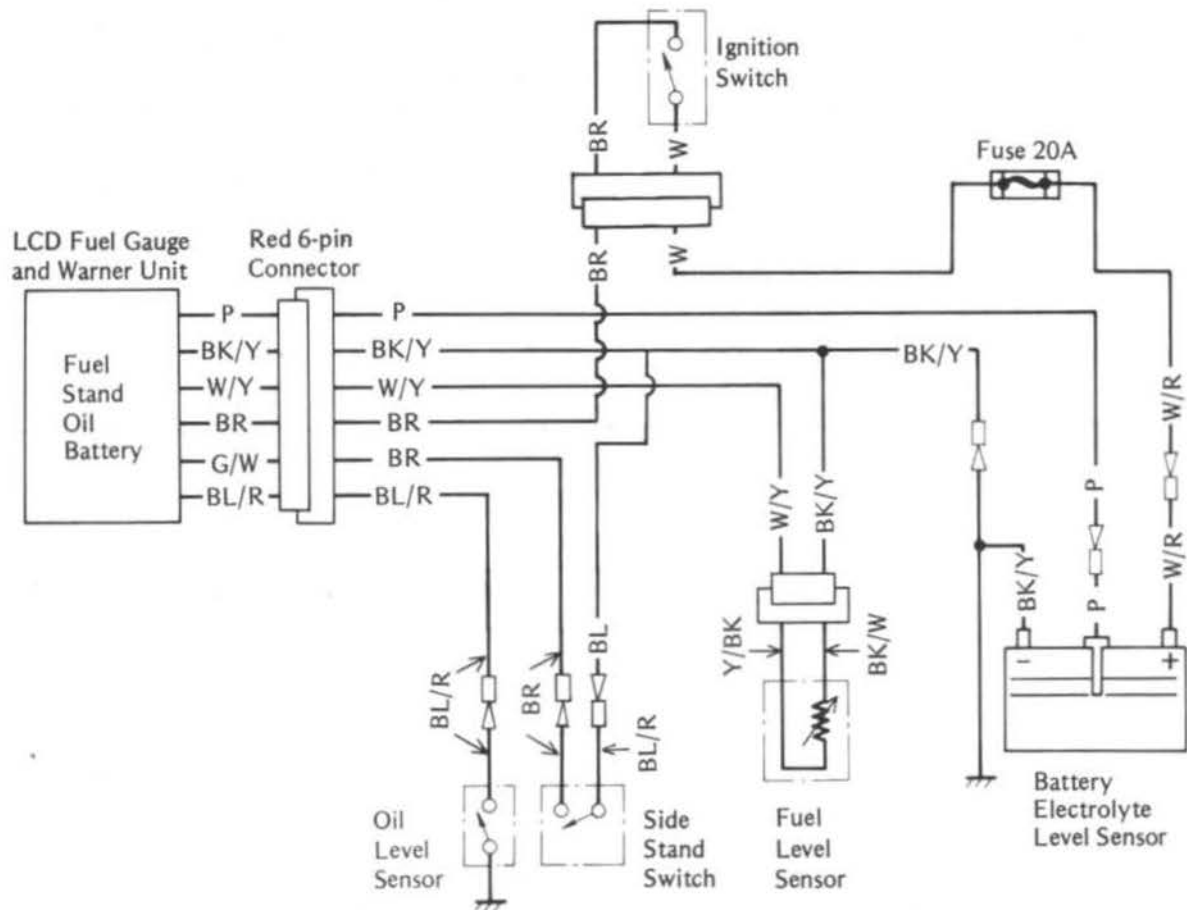 Ignition
Switch
BR
W
Fuse 20A
LCD Fuel Gauge
and Warner Unit
Red 6-pin
Connector
BR
W
P
P
BK/Y
BK/Y
BK/Y
Fuel
Stand
Oil
Battery
W/Y
W/Y
BR
BR
G/W
BR
BL/R
BL/R
W/R
W/Y
BK/Y
P
W/R
BK/Y
P
BL
Y/BK
BK/W
BL/R
BR
BL/R
-
+
Oil
Level
Sensor
Side
Stand
Switch
Fuel
Level
Sensor
Battery
Electrolyte
Level Sensor